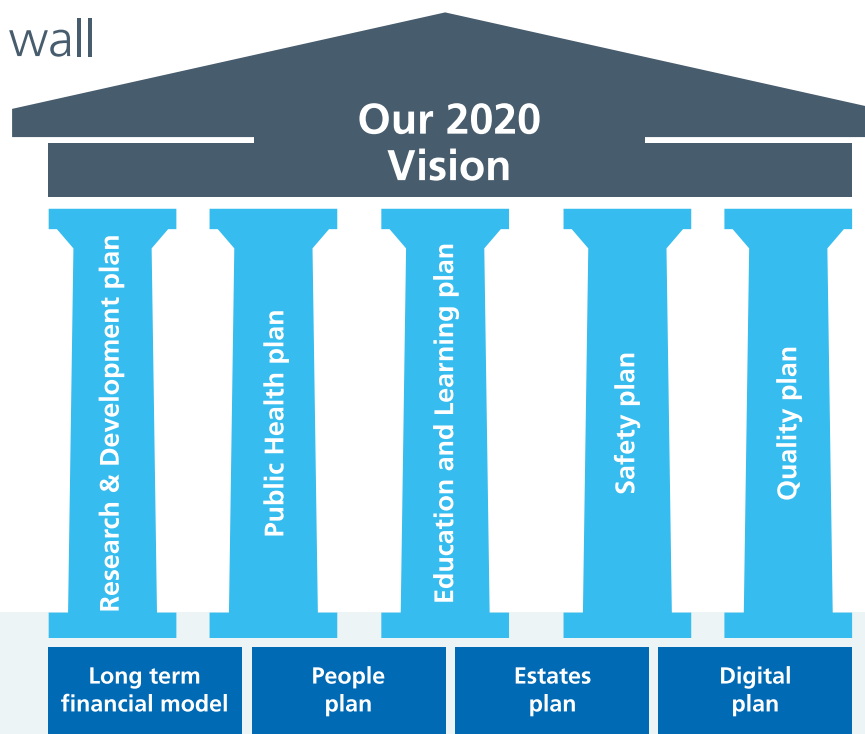 wall
Our 2020
Vision
Research & Development plan
Public Health plan
Education and Learning plan
Safety plan
Quality plan
Long term
financial model
People
plan
Estates
plan
Digital
plan